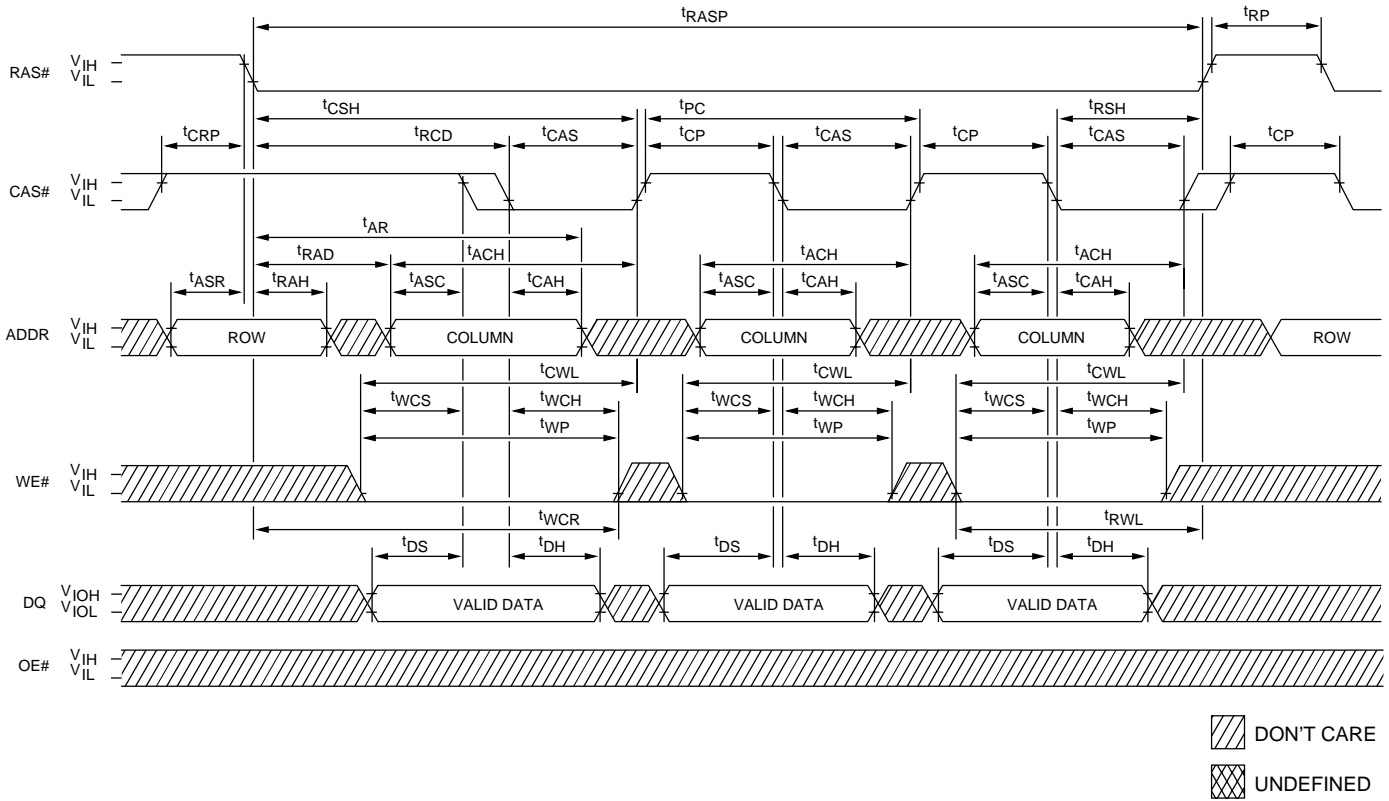 tRASP tRP
RAS# VIH
VIL
tCSH tPC tRSH
tCRP tRCD tCAS tCP tCAS tCP tCAS tCP
CAS# VIH
VIL
tAR
tRAD tACH tACH tACH
tASR tRAH tASC tCAH tASC tCAH tASC tCAH
ADDR VIH
VIL
ROW COLUMN COLUMN COLUMN ROW
tCWL tCWL tCWL
tWCS tWCH tWCS tWCH tWCS tWCH
tWP tWP tWP
WE# VIH
VIL
tWCR tRWL
tDS tDH tDS tDH tDS tDH
DQ VIOH
VIOL
VALID DATA VALID DATA VALID DATA
OE# VIH
VIL
DON'T CARE
UNDEFINED